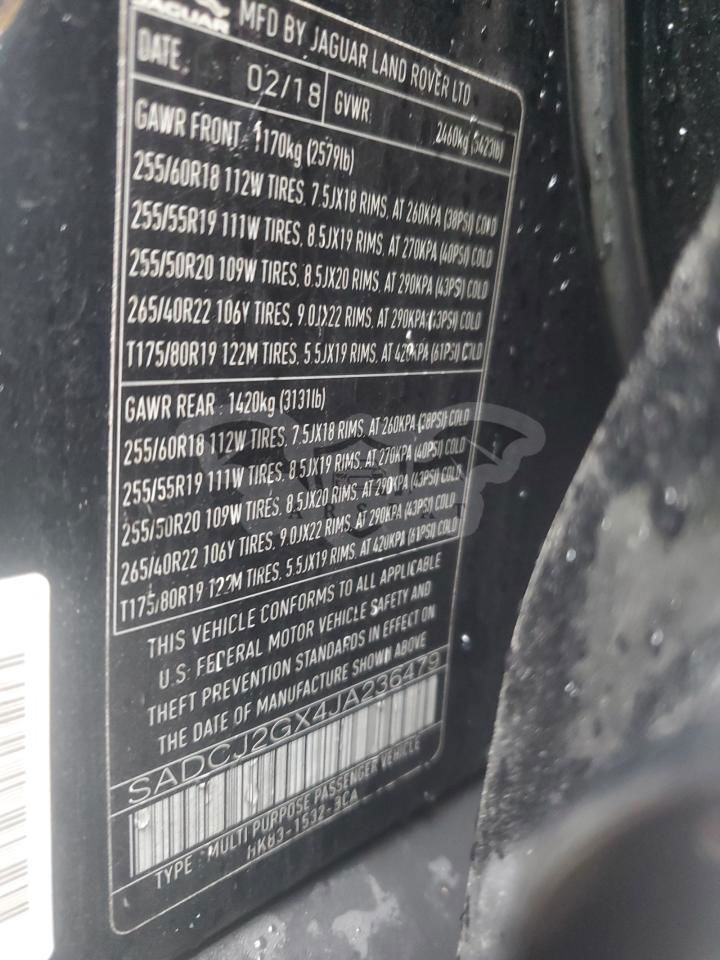 JAGUAR
MFD BY JAGUAR LAND ROVER LTD
DATE: 02/18 GVWR: 2460kg (5423lb)
GAWR FRONT: 1170kg (2579lb)
255/60R18 112W TIRES, 7.5JX18 RIMS, AT 260KPA (38PSI) COLD
255/55R19 111W TIRES, 8.5JX19 RIMS, AT 270KPA (40PSI) COLD
255/50R20 109W TIRES, 8.5JX20 RIMS, AT 290KPA (43PSI) COLD
265/40R22 106Y TIRES, 9.0JX22 RIMS, AT 290KPA (43PSI) COLD
T175/80R19 122M TIRES, 5.5JX19 RIMS, AT 420KPA (61PSI) COLD
GAWR REAR : 1420kg (3131lb)
255/60R18 112W TIRES, 7.5JX18 RIMS, AT 260KPA (38PSI) COLD
255/55R19 111W TIRES, 8.5JX19 RIMS, AT 270KPA (40PSI) COLD
255/50R20 109W TIRES, 8.5JX20 RIMS, AT 290KPA (43PSI) COLD
265/40R22 106Y TIRES, 9.0JX22 RIMS, AT 290KPA (43PSI) COLD
T175/80R19 122M TIRES, 5.5JX19 RIMS, AT 420KPA (61PSI) COLD
THIS VEHICLE CONFORMS TO ALL APPLICABLE
U.S. FEDERAL MOTOR VEHICLE SAFETY AND
THEFT PREVENTION STANDARDS IN EFFECT ON
THE DATE OF MANUFACTURE SHOWN ABOVE
SADCJ2GX4JA236479
TYPE : MULTI PURPOSE PASSENGER VEHICLE
HK83-1532-3CA